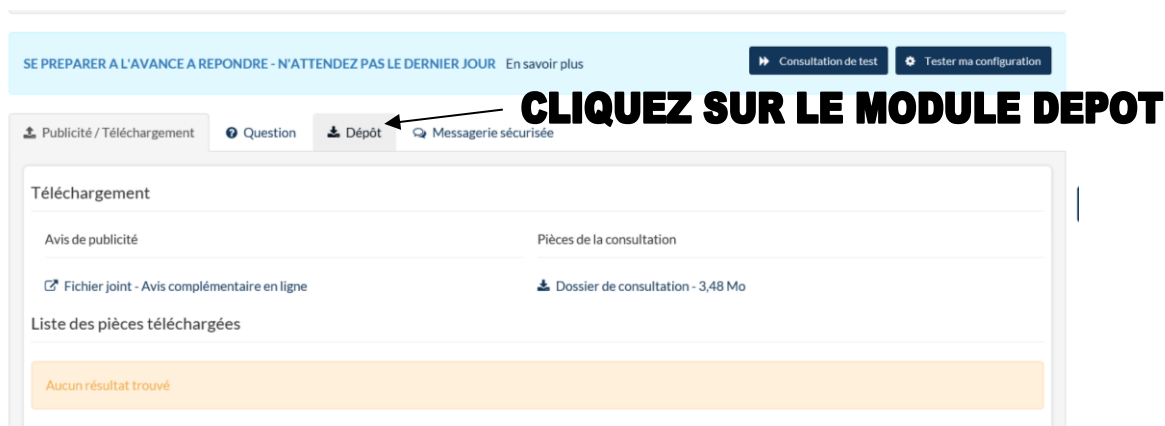 SE PREPARER A L'AVANCE A REPONDRE - N'ATTENDEZ PAS LE DERNIER JOUR En savoir plus
Consultation de test
Tester ma configuration
CLIQUEZ SUR LE MODULE DEPOT
Publicité / Téléchargement
Question
Dépôt
Messagerie sécurisée
Téléchargement
Avis de publicité
Pièces de la consultation
Fichier joint - Avis complémentaire en ligne
Dossier de consultation - 3,48 Mo
Liste des pièces téléchargées
Aucun résultat trouvé